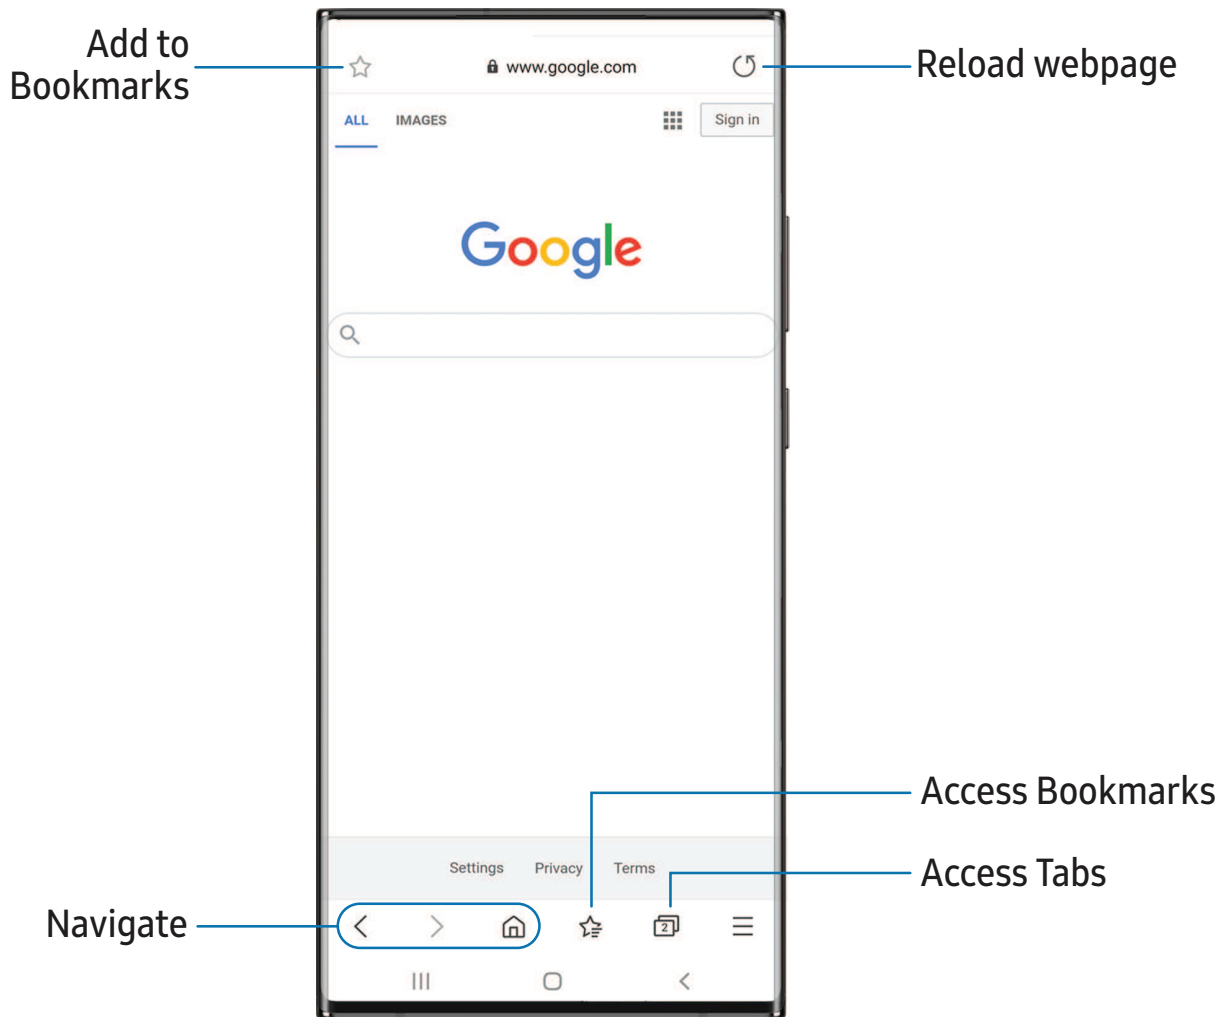 Add to
Bookmarks
www.google.com
Reload webpage
ALL IMAGES
Sign in
Google
Access Bookmarks
Settings Privacy Terms
Access Tabs
Navigate
2